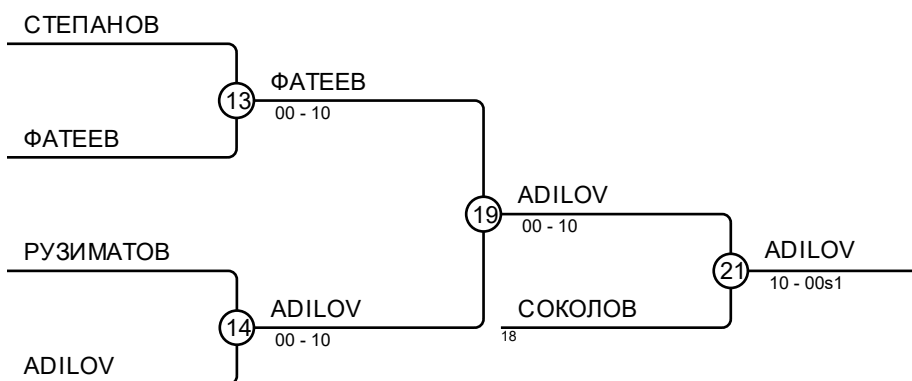 СТЕПАНОВ
13
ФАТЕЕВ
00 - 10
ФАТЕЕВ
19
ADILOV
00 - 10
РУЗИМАТОВ
21
ADILOV
10 - 00s1
14
ADILOV
00 - 10
СОКОЛОВ
18
ADILOV